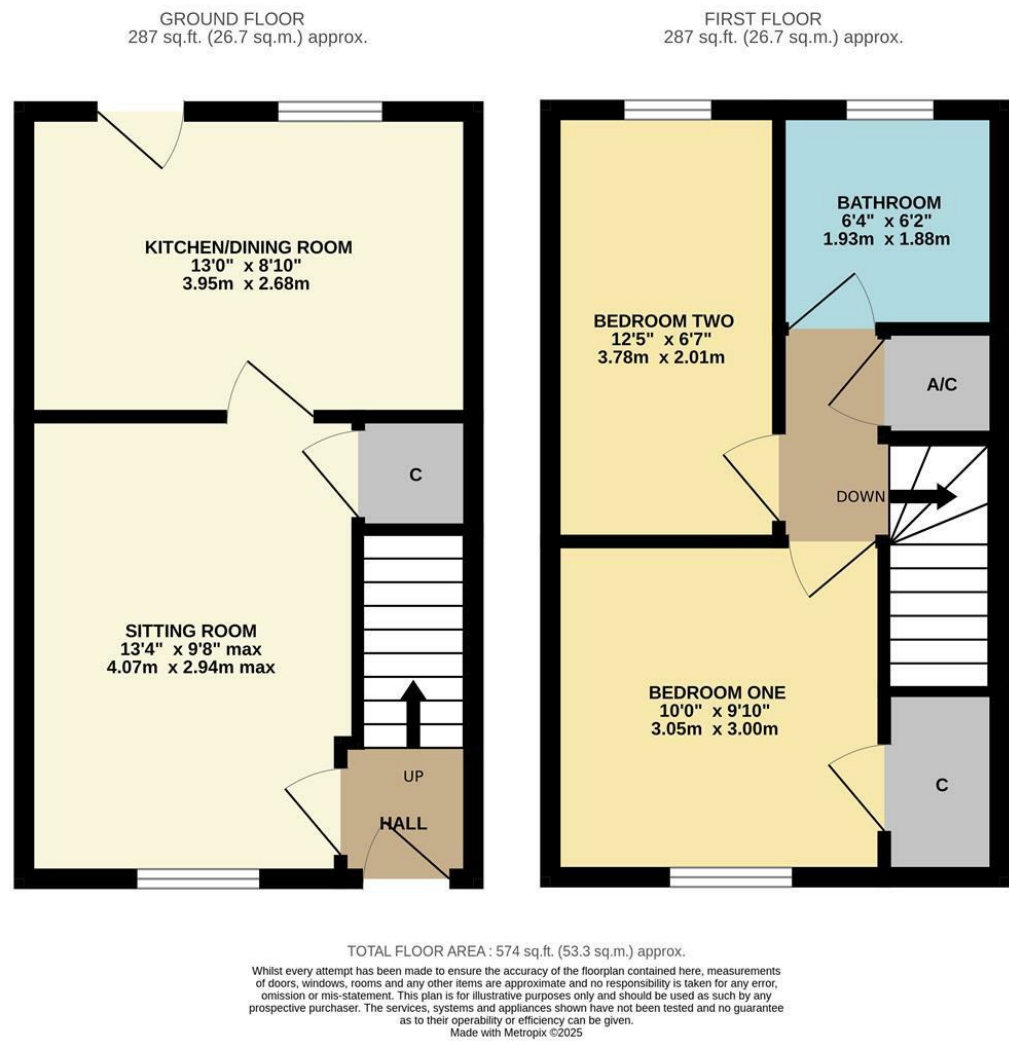 GROUND FLOOR
287 sq.ft. (26.7 sq.m.) approx.
KITCHEN/DINING ROOM
13'0" x 8'10"
3.95m x 2.68m
C
SITTING ROOM
13'4" x 9'8" max
4.07m x 2.94m max
UP
HALL
FIRST FLOOR
287 sq.ft. (26.7 sq.m.) approx.
BATHROOM
6'4" x 6'2"
1.93m x 1.88m
BEDROOM TWO
12'5" x 6'7"
3.78m x 2.01m
A/C
DOWN
BEDROOM ONE
10'0" x 9'10"
3.05m x 3.00m
C
TOTAL FLOOR AREA : 574 sq.ft. (53.3 sq.m.) approx.
Whilst every attempt has been made to ensure the accuracy of the floorplan contained here, measurements
of doors, windows, rooms and any other items are approximate and no responsibility is taken for any error,
omission or mis-statement. This plan is for illustrative purposes only and should be used as such by any
prospective purchaser. The services, systems and appliances shown have not been tested and no guarantee
as to their operability or efficiency can be given.
Made with Metropix ©2025